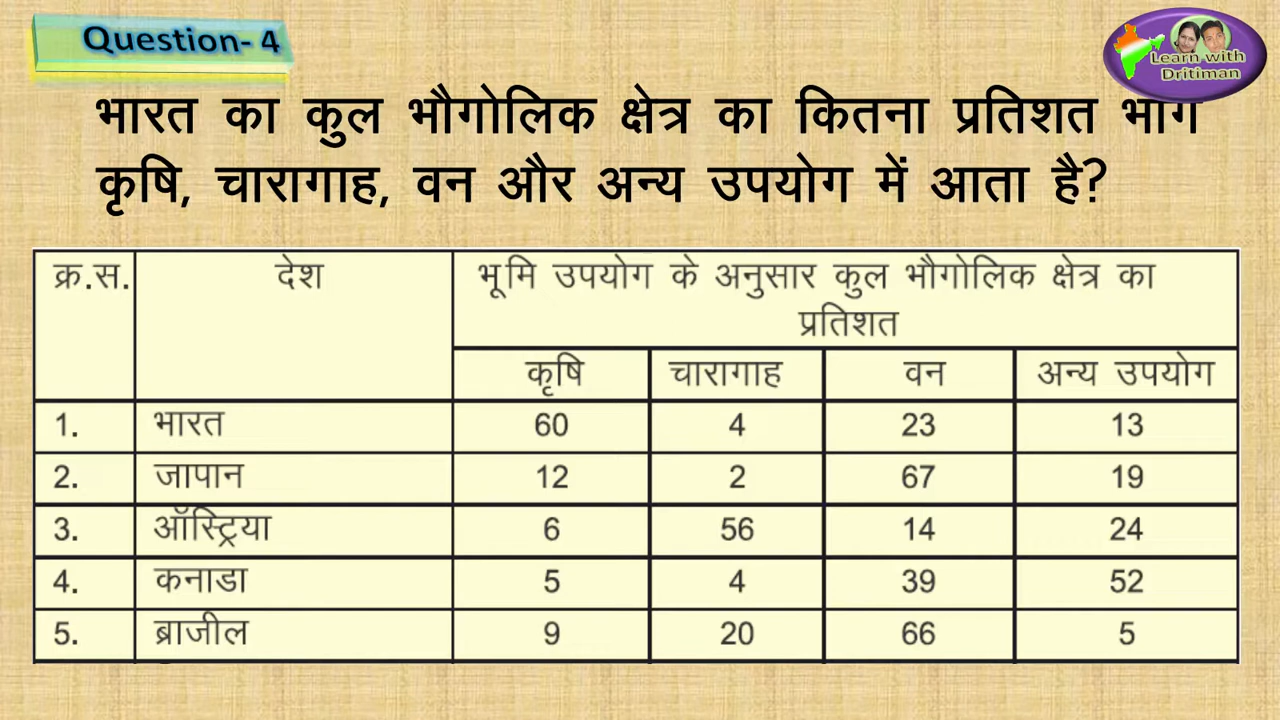 Question- 4
Learn with
Dritiman
भारत का कुल भौगोलिक क्षेत्र का कितना प्रतिशत भाग
कृषि, चारागाह, वन और अन्य उपयोग में आता है?
क्र.स. देश भूमि उपयोग के अनुसार कुल भौगोलिक क्षेत्र का
प्रतिशत
कृषि चारागाह वन अन्य उपयोग
1. भारत 60 4 23 13
2. जापान 12 2 67 19
3. ऑस्ट्रिया 6 56 14 24
4. कनाडा 5 4 39 52
5. ब्राजील 9 20 66 5